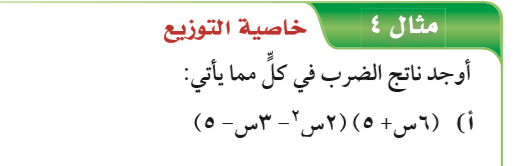 مثال ٤ خاصية التوزيع
أوجد ناتج الضرب في كلٍّ مما يأتي:
أ) (٦س+ ٥)(٢س٢– ٣س– ٥)